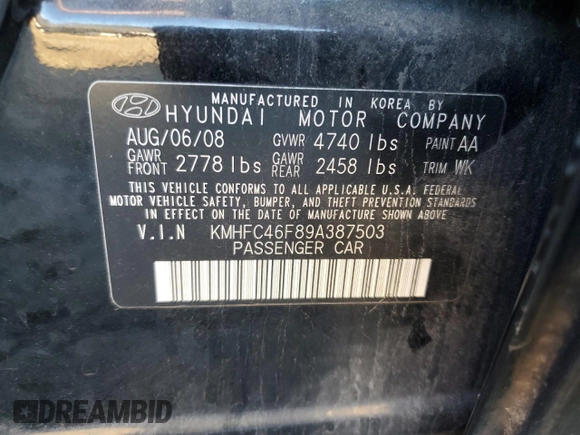 MANUFACTURED IN KOREA BY
HYUNDAI MOTOR COMPANY
AUG/06/08 GVWR 4740 lbs PAINT AA
GAWR FRONT 2778 lbs GAWR REAR 2458 lbs TRIM WK
THIS VEHICLE CONFORMS TO ALL APPLICABLE U.S.A. FEDERAL
MOTOR VEHICLE SAFETY, BUMPER, AND THEFT PREVENTION STANDARDS
IN EFFECT ON THE DATE OF MANUFACTURE SHOWN ABOVE
V.I.N KMHFC46F89A387503
PASSENGER CAR
DREAMBID